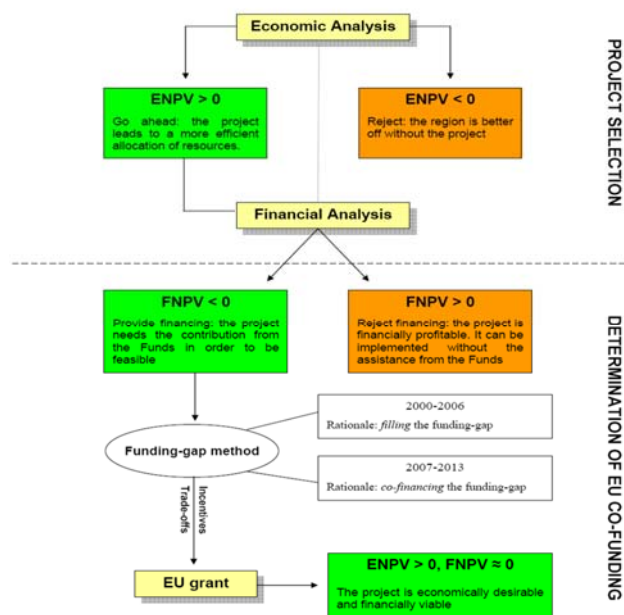 Economic Analysis
ENPV > 0
Go ahead: the project
leads to a more efficient
allocation of resources.
ENPV < 0
Reject: the region is better
off without the project
PROJECT SELECTION
Financial Analysis
FNPV < 0
Provide financing: the project
needs the contribution from
the Funds in order to be
feasible
FNPV > 0
Reject financing: the project is
financially profitable. It can be
implemented without the
assistance from the Funds
DETERMINATION OF EU CO-FUNDING
Funding-gap method
2000-2006
Rationale: filling the funding-gap
2007-2013
Rationale: co-financing the funding-gap
Incentives
Trade-offs
EU grant
ENPV > 0, FNPV ≈ 0
The project is economically desirable
and financially viable